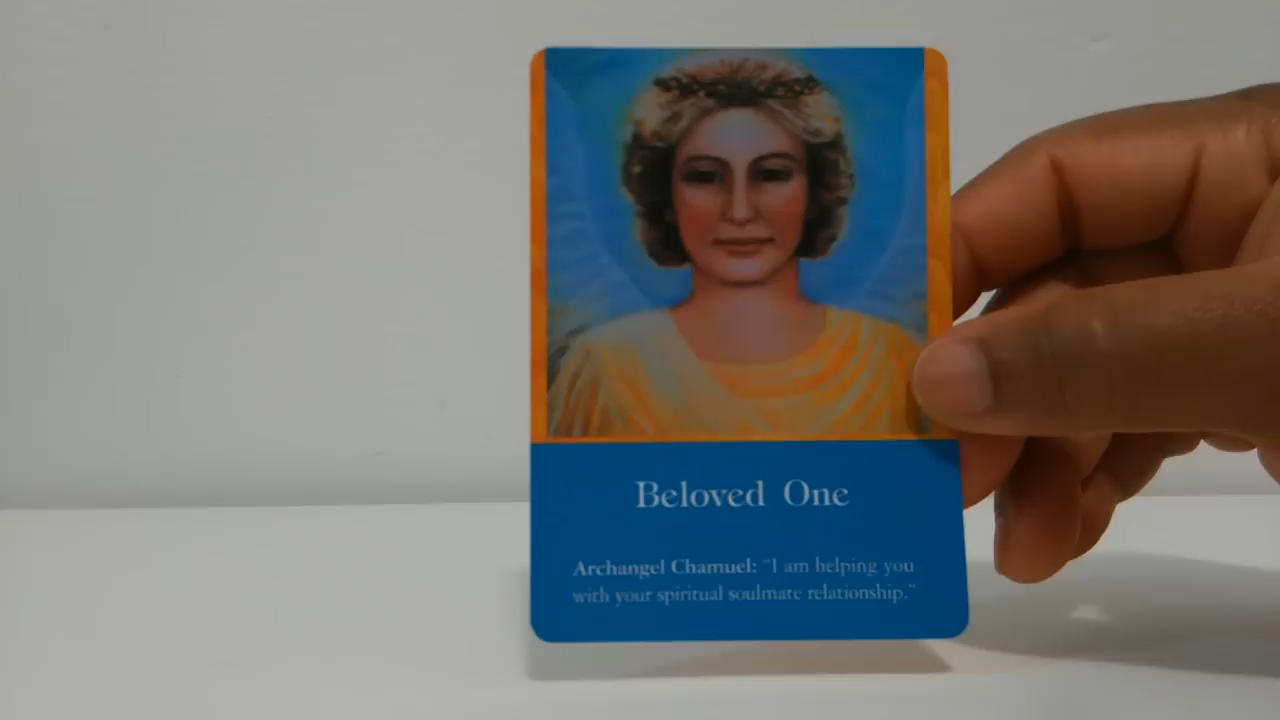 Beloved One
Archangel Chamuel: "I am helping you
with your spiritual soulmate relationship."